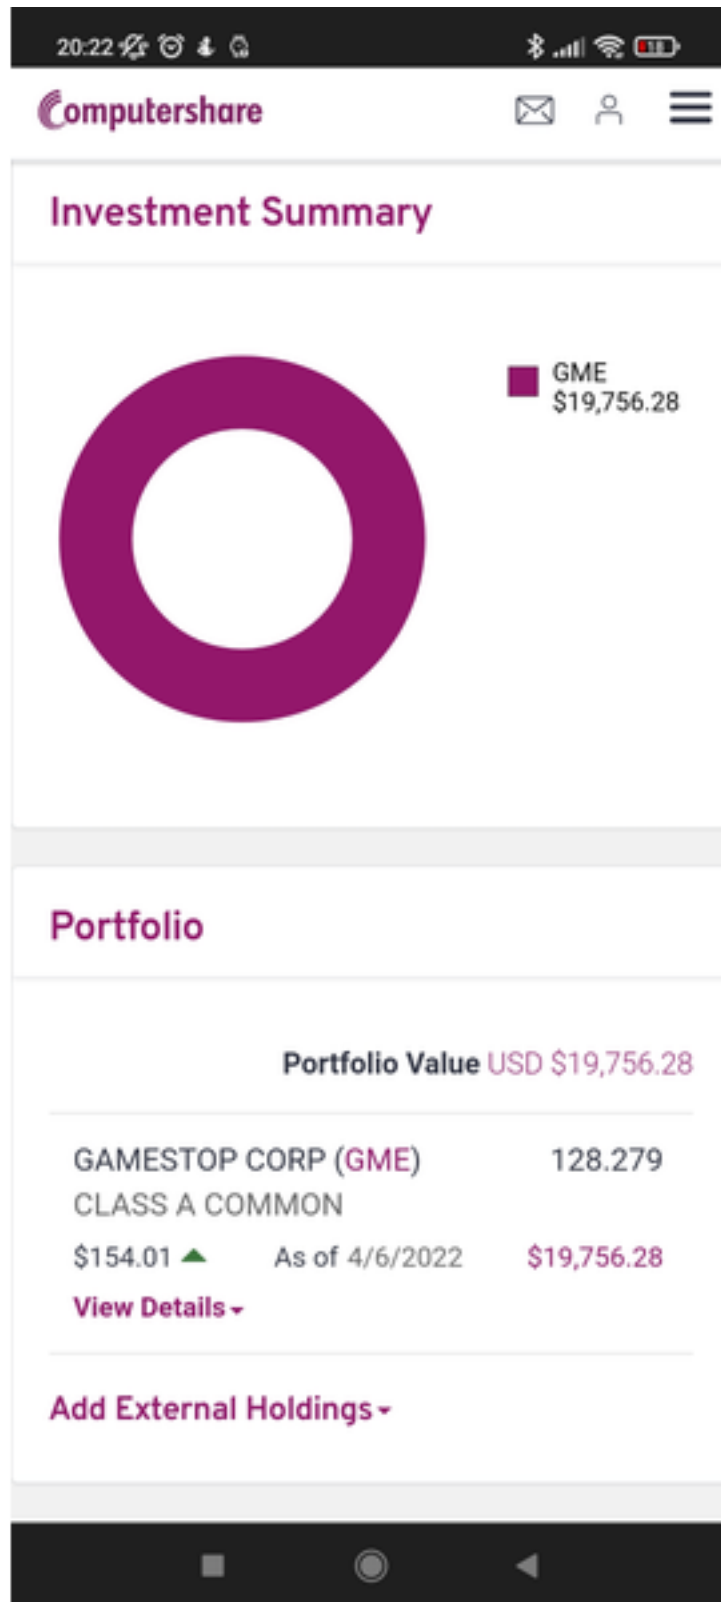 20:22
18
Computershare
Investment Summary
GME
$19,756.28
Portfolio
Portfolio Value USD $19,756.28
GAMESTOP CORP (GME) 128.279
CLASS A COMMON
$154.01 As of 4/6/2022 $19,756.28
View Details
Add External Holdings